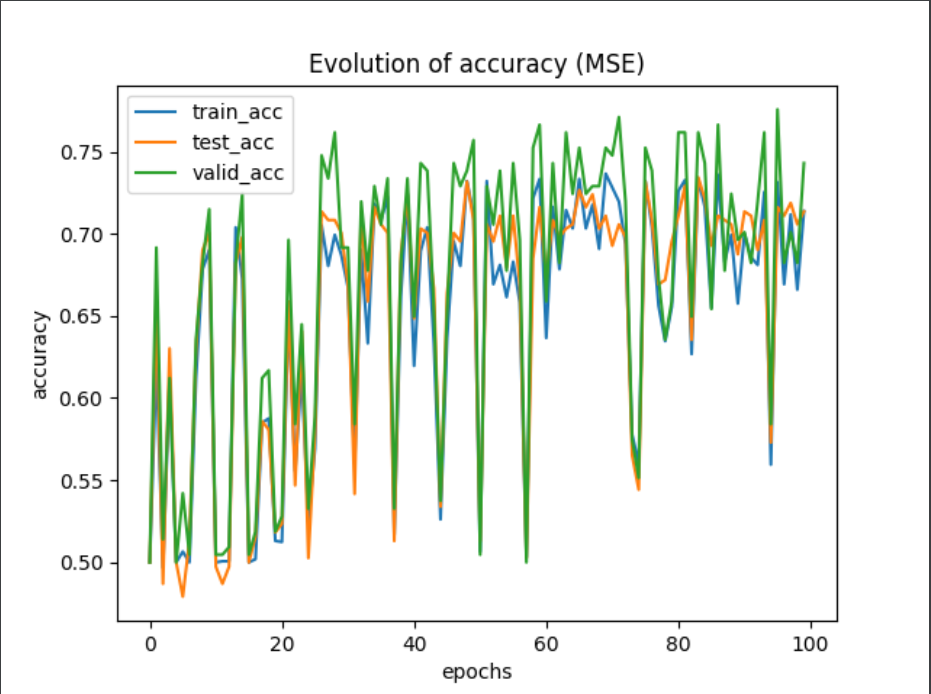 Evolution of accuracy (MSE)
train_acc
test_acc
valid_acc
0.75
0.70
0.65
0.60
0.55
0.50
accuracy
0 20 40 60 80 100
epochs